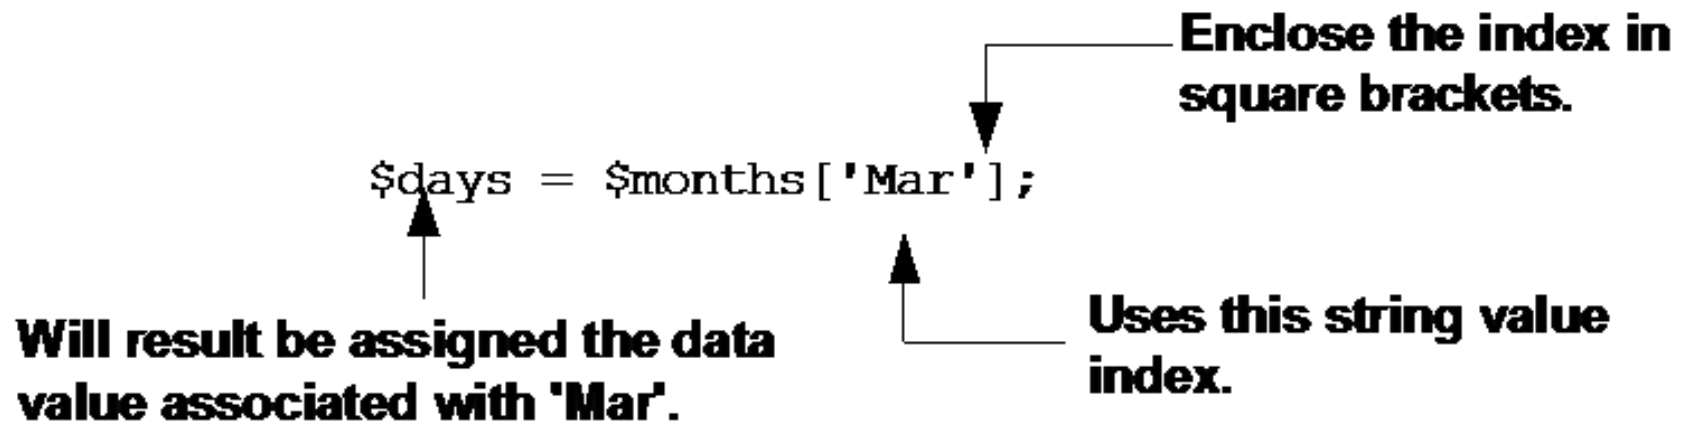 Enclose the index in
square brackets.
$days = $months['Mar'];
Will result be assigned the data
value associated with 'Mar'.
Uses this string value
index.